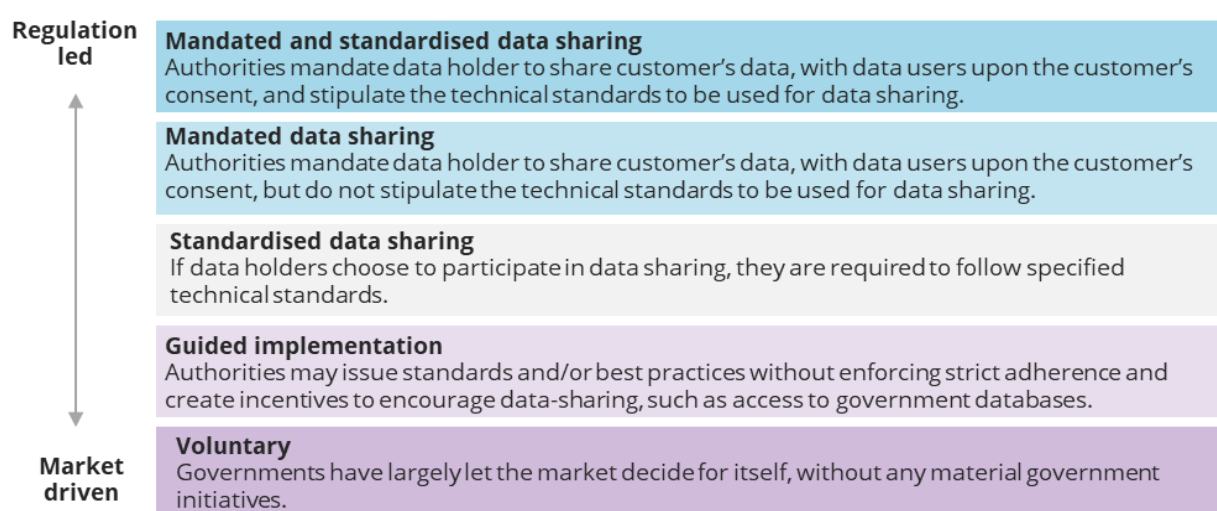 Regulation
led
Mandated and standardised data sharing
Authorities mandate data holder to share customer's data, with data users upon the customer's
consent, and stipulate the technical standards to be used for data sharing.
Mandated data sharing
Authorities mandate data holder to share customer's data, with data users upon the customer's
consent, but do not stipulate the technical standards to be used for data sharing.
Standardised data sharing
If data holders choose to participate in data sharing, they are required to follow specified
technical standards.
Guided implementation
Authorities may issue standards and/or best practices without enforcing strict adherence and
create incentives to encourage data-sharing, such as access to government databases.
Market
driven
Voluntary
Governments have largely let the market decide for itself, without any material government
initiatives.